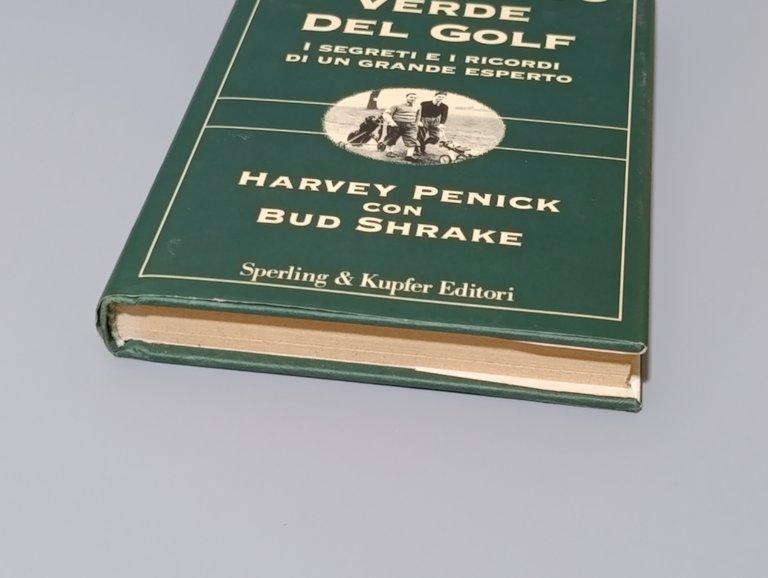 VERDE
DEL GOLF
I SEGRETI E I RICORDI
DI UN GRANDE ESPERTO
HARVEY PENICK
CON
BUD SHRAKE
Sperling & Kupfer Editori